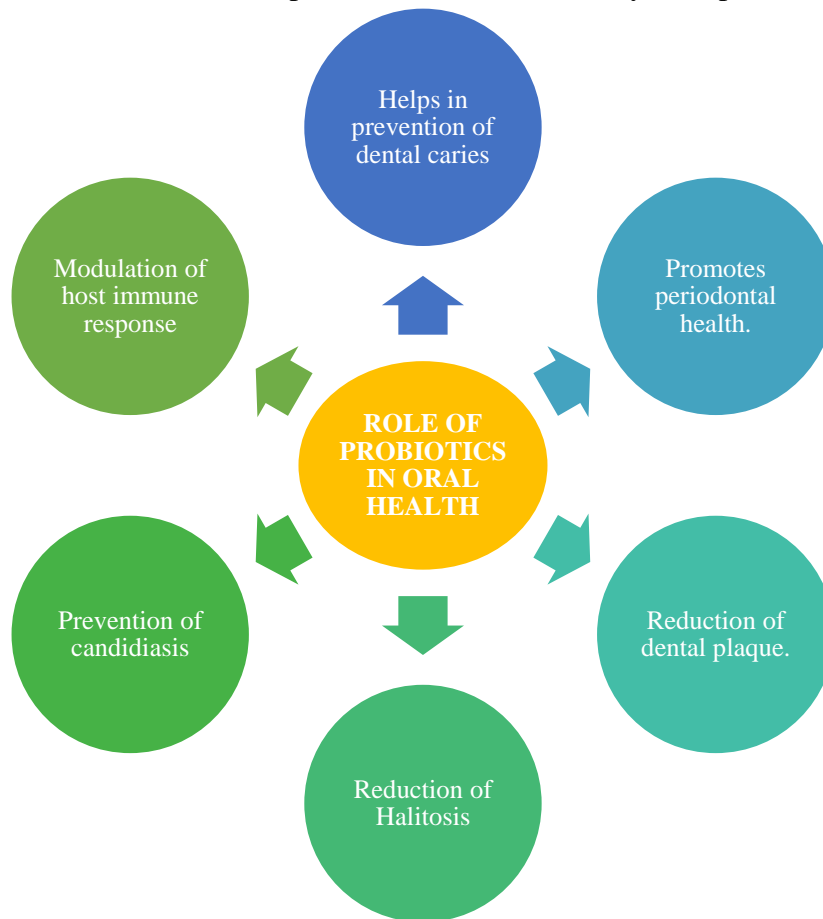 Helps in
prevention of
dental caries
Promotes
periodontal
health.
Reduction of
dental plaque.
Reduction of
Halitosis
Prevention of
candidiasis
Modulation of
host immune
response
ROLE OF
PROBIOTICS
IN ORAL
HEALTH